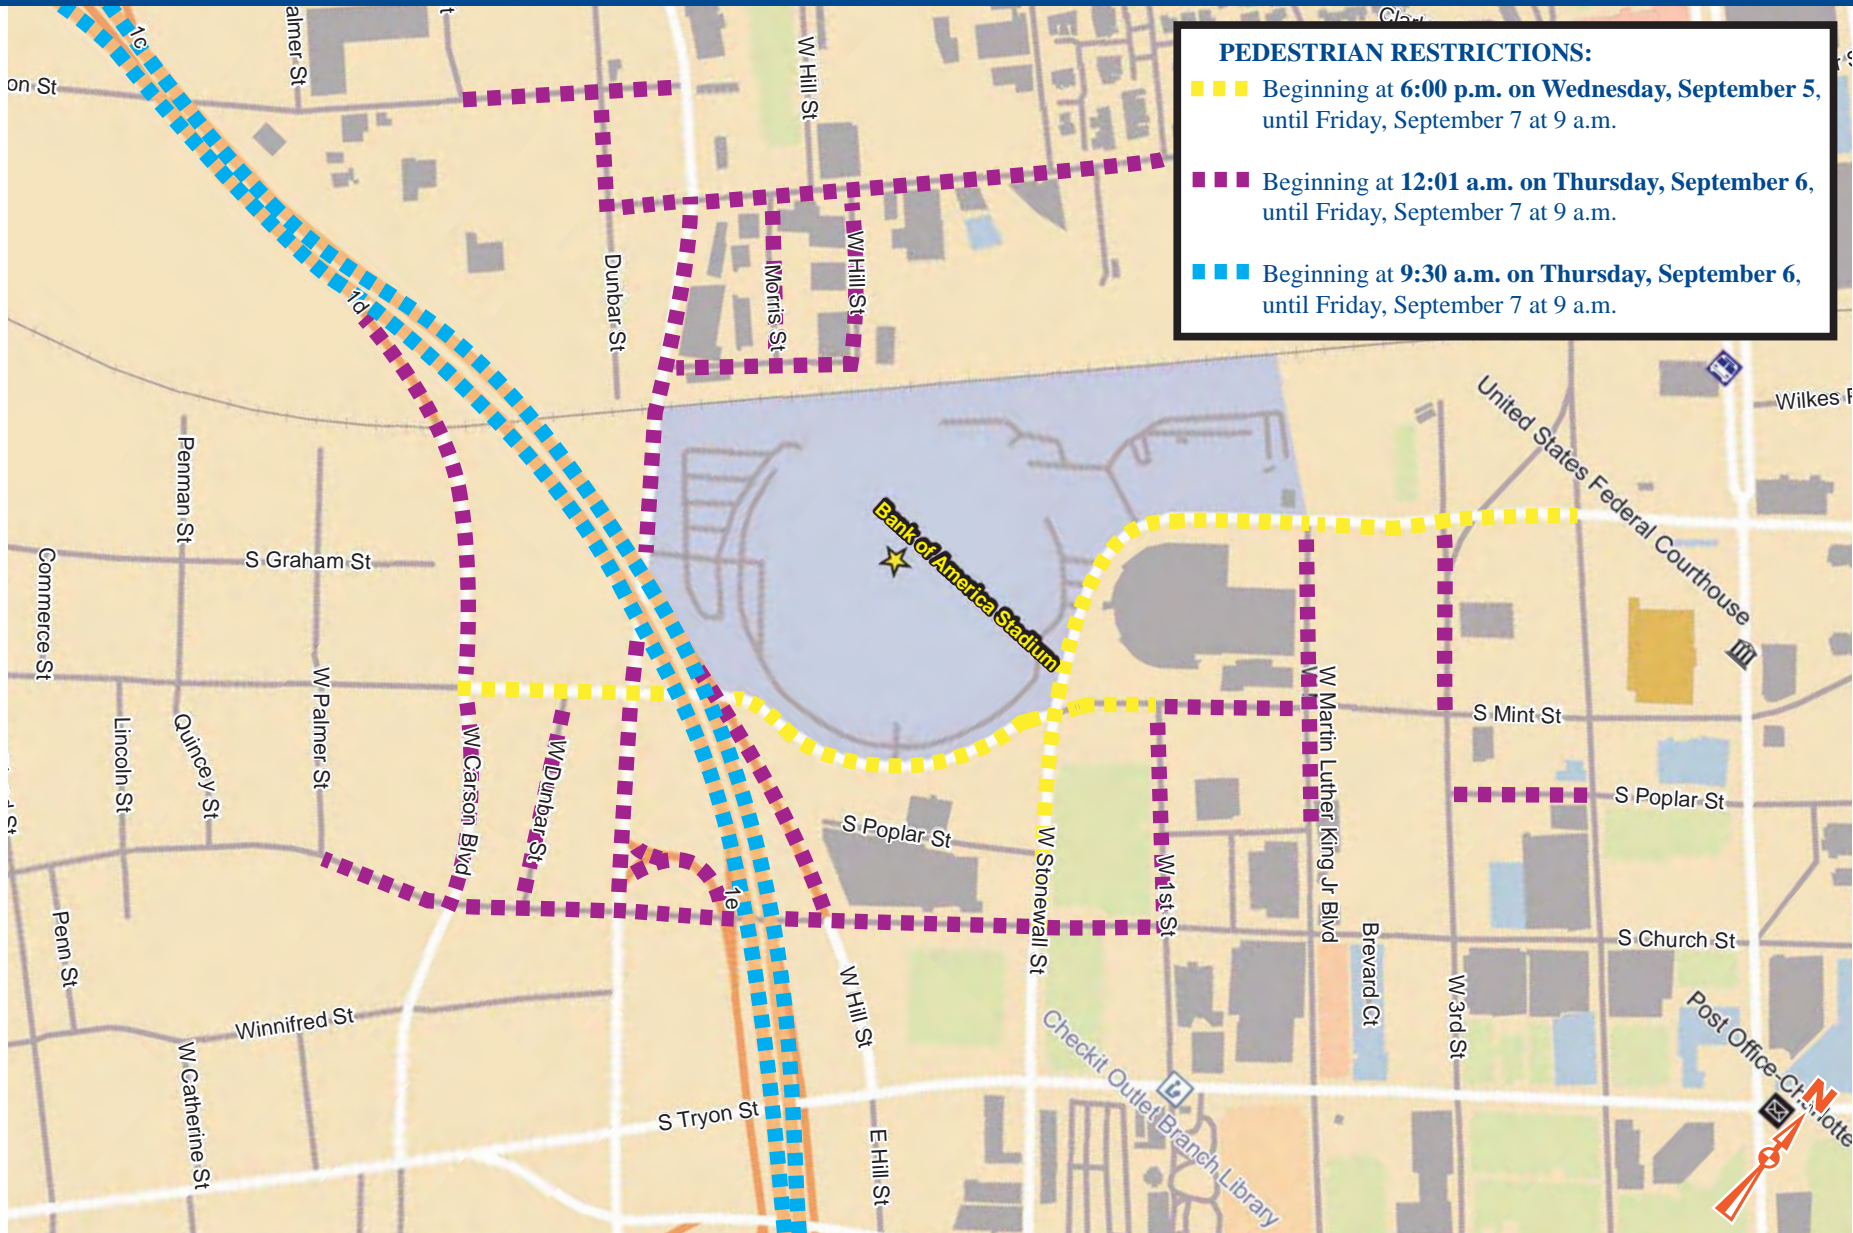 PEDESTRIAN RESTRICTIONS:
Beginning at 6:00 p.m. on Wednesday, September 5,
until Friday, September 7 at 9 a.m.
Beginning at 12:01 a.m. on Thursday, September 6,
until Friday, September 7 at 9 a.m.
Beginning at 9:30 a.m. on Thursday, September 6,
until Friday, September 7 at 9 a.m.
1c
almer St
W Hill St
on St
Dunbar St
Morris St
W Hill St
1d
United States Federal Courthouse
Wilkes
Penman St
S Graham St
Commerce St
Bank of America Stadium
W Palmer St
Lincoln St
Quincey St
W Carson Blvd
W Dunbar St
S Mint St
W Martin Luther King Jr Blvd
S Poplar St
S Poplar St
W Stonewall St
W 1st St
1e
Penn St
S Church St
Brevard Ct
W 3rd St
W Hill St
Winnifred St
W Catherine St
Checkit Outlet Branch Library
Post Office-Charlotte
N
S Tryon St
E Hill St